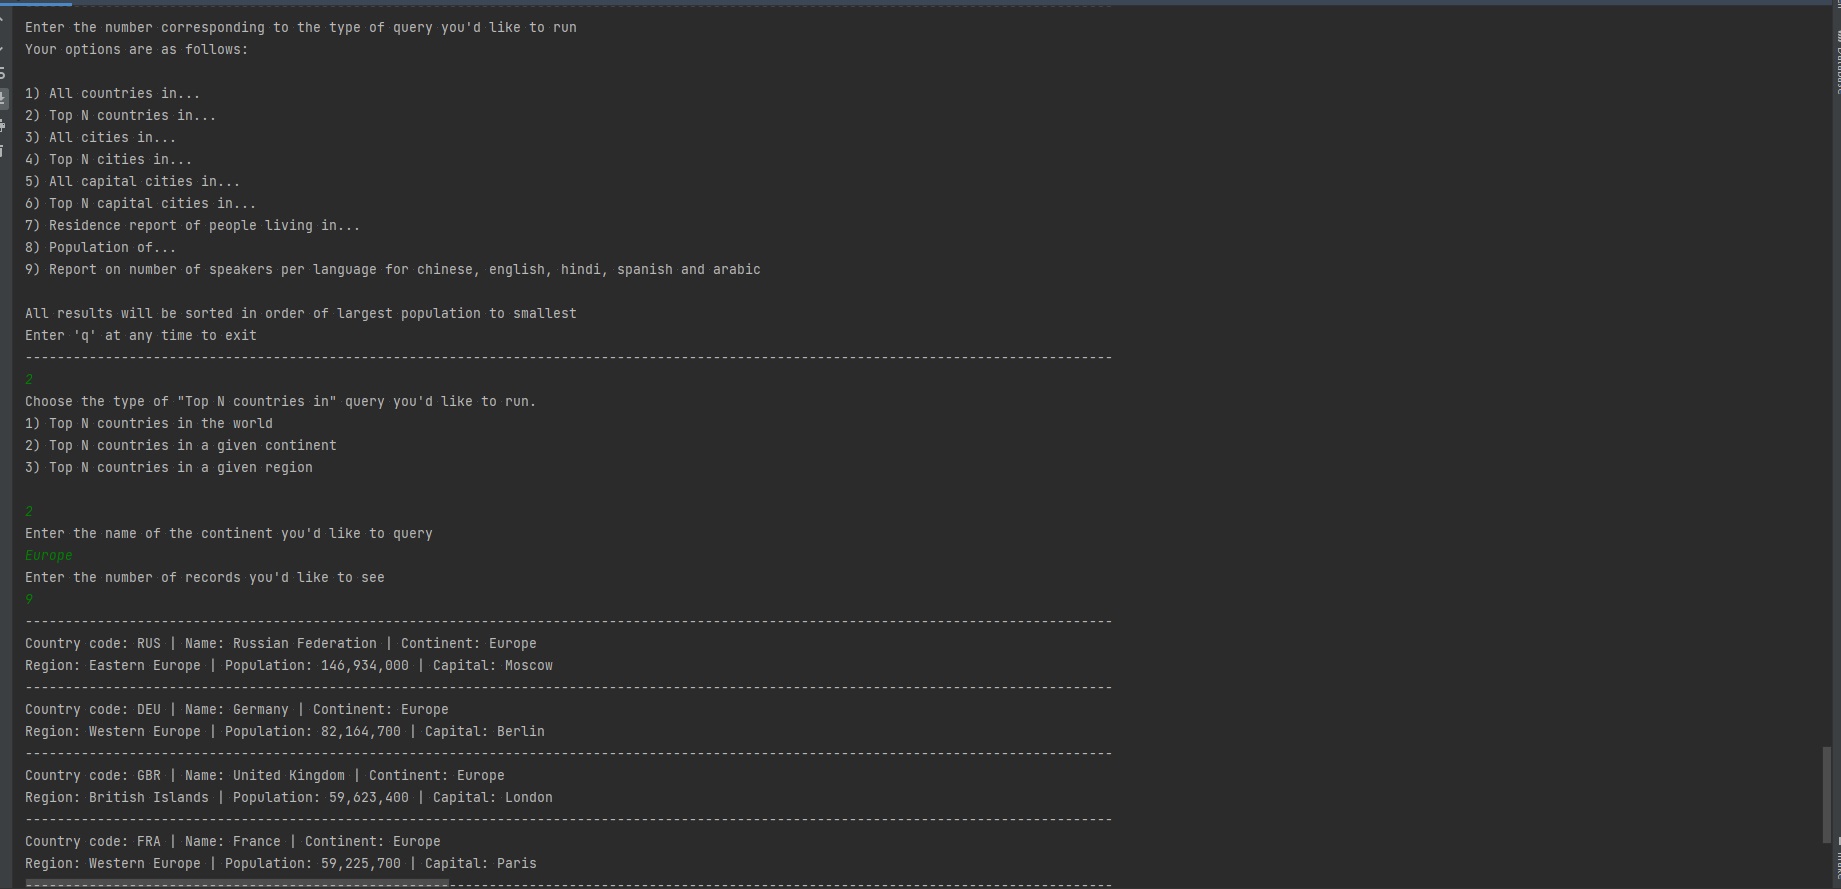 Enter the number corresponding to the type of query you'd like to run
Your options are as follows:
1) All countries in...
2) Top N countries in...
3) All cities in...
4) Top N cities in...
5) All capital cities in...
6) Top N capital cities in...
7) Residence report of people living in...
8) Population of...
9) Report on number of speakers per language for chinese, english, hindi, spanish and arabic
All results will be sorted in order of largest population to smallest
Enter 'q' at any time to exit
----------------------------------------------------------------------------------------------------------------------------------------
2
Choose the type of "Top N countries in" query you'd like to run.
1) Top N countries in the world
2) Top N countries in a given continent
3) Top N countries in a given region
2
Enter the name of the continent you'd like to query
Europe
Enter the number of records you'd like to see
9
----------------------------------------------------------------------------------------------------------------------------------------
Country code: RUS | Name: Russian Federation | Continent: Europe
Region: Eastern Europe | Population: 146,934,000 | Capital: Moscow
----------------------------------------------------------------------------------------------------------------------------------------
Country code: DEU | Name: Germany | Continent: Europe
Region: Western Europe | Population: 82,164,700 | Capital: Berlin
----------------------------------------------------------------------------------------------------------------------------------------
Country code: GBR | Name: United Kingdom | Continent: Europe
Region: British Islands | Population: 59,623,400 | Capital: London
----------------------------------------------------------------------------------------------------------------------------------------
Country code: FRA | Name: France | Continent: Europe
Region: Western Europe | Population: 59,225,700 | Capital: Paris
----------------------------------------------------------------------------------------------------------------------------------------